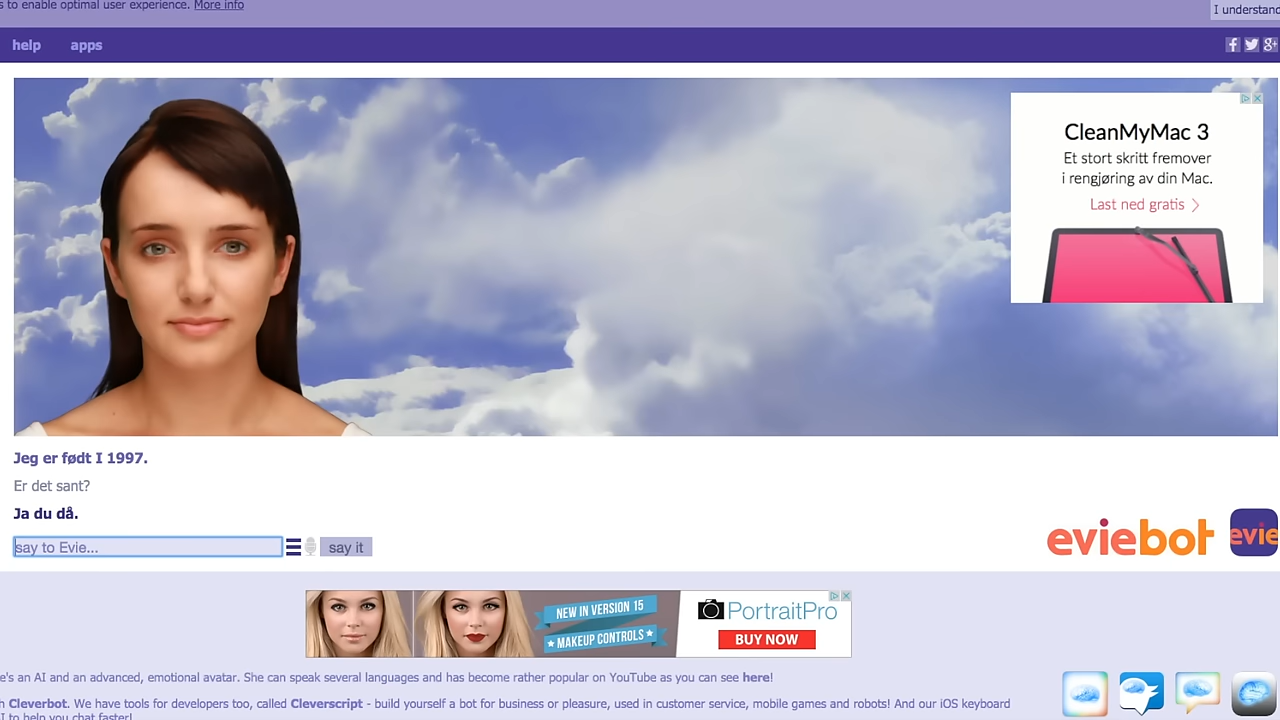 s to enable optimal user experience. More info
I understand
help apps
CleanMyMac 3
Et stort skritt fremover
i rengjøring av din Mac.
Last ned gratis
Jeg er født I 1997.
Er det sant?
Ja du då.
say to Evie...
say it
eviebot
evie
NEW IN VERSION 15
MAKEUP CONTROLS
PortraitPro
BUY NOW
e's an AI and an advanced, emotional avatar. She can speak several languages and has become rather popular on YouTube as you can see here!
h Cleverbot. We have tools for developers too, called Cleverscript - build yourself a bot for business or pleasure, used in customer service, mobile games and robots! And our iOS keyboard
I to help you chat faster!